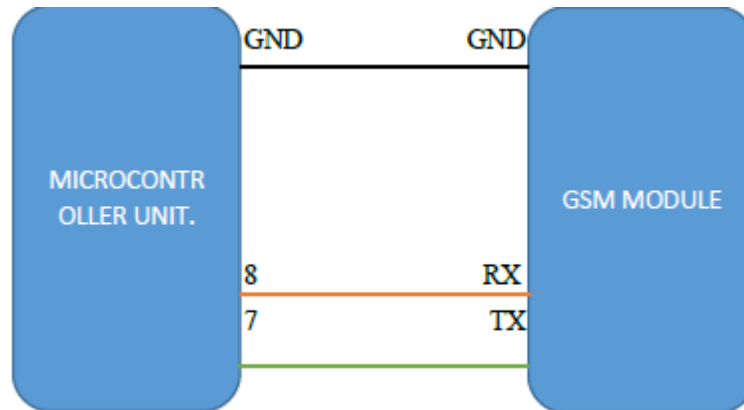 GND GND
MICROCONTR
OLLER UNIT.
GSM MODULE
8 RX
7 TX